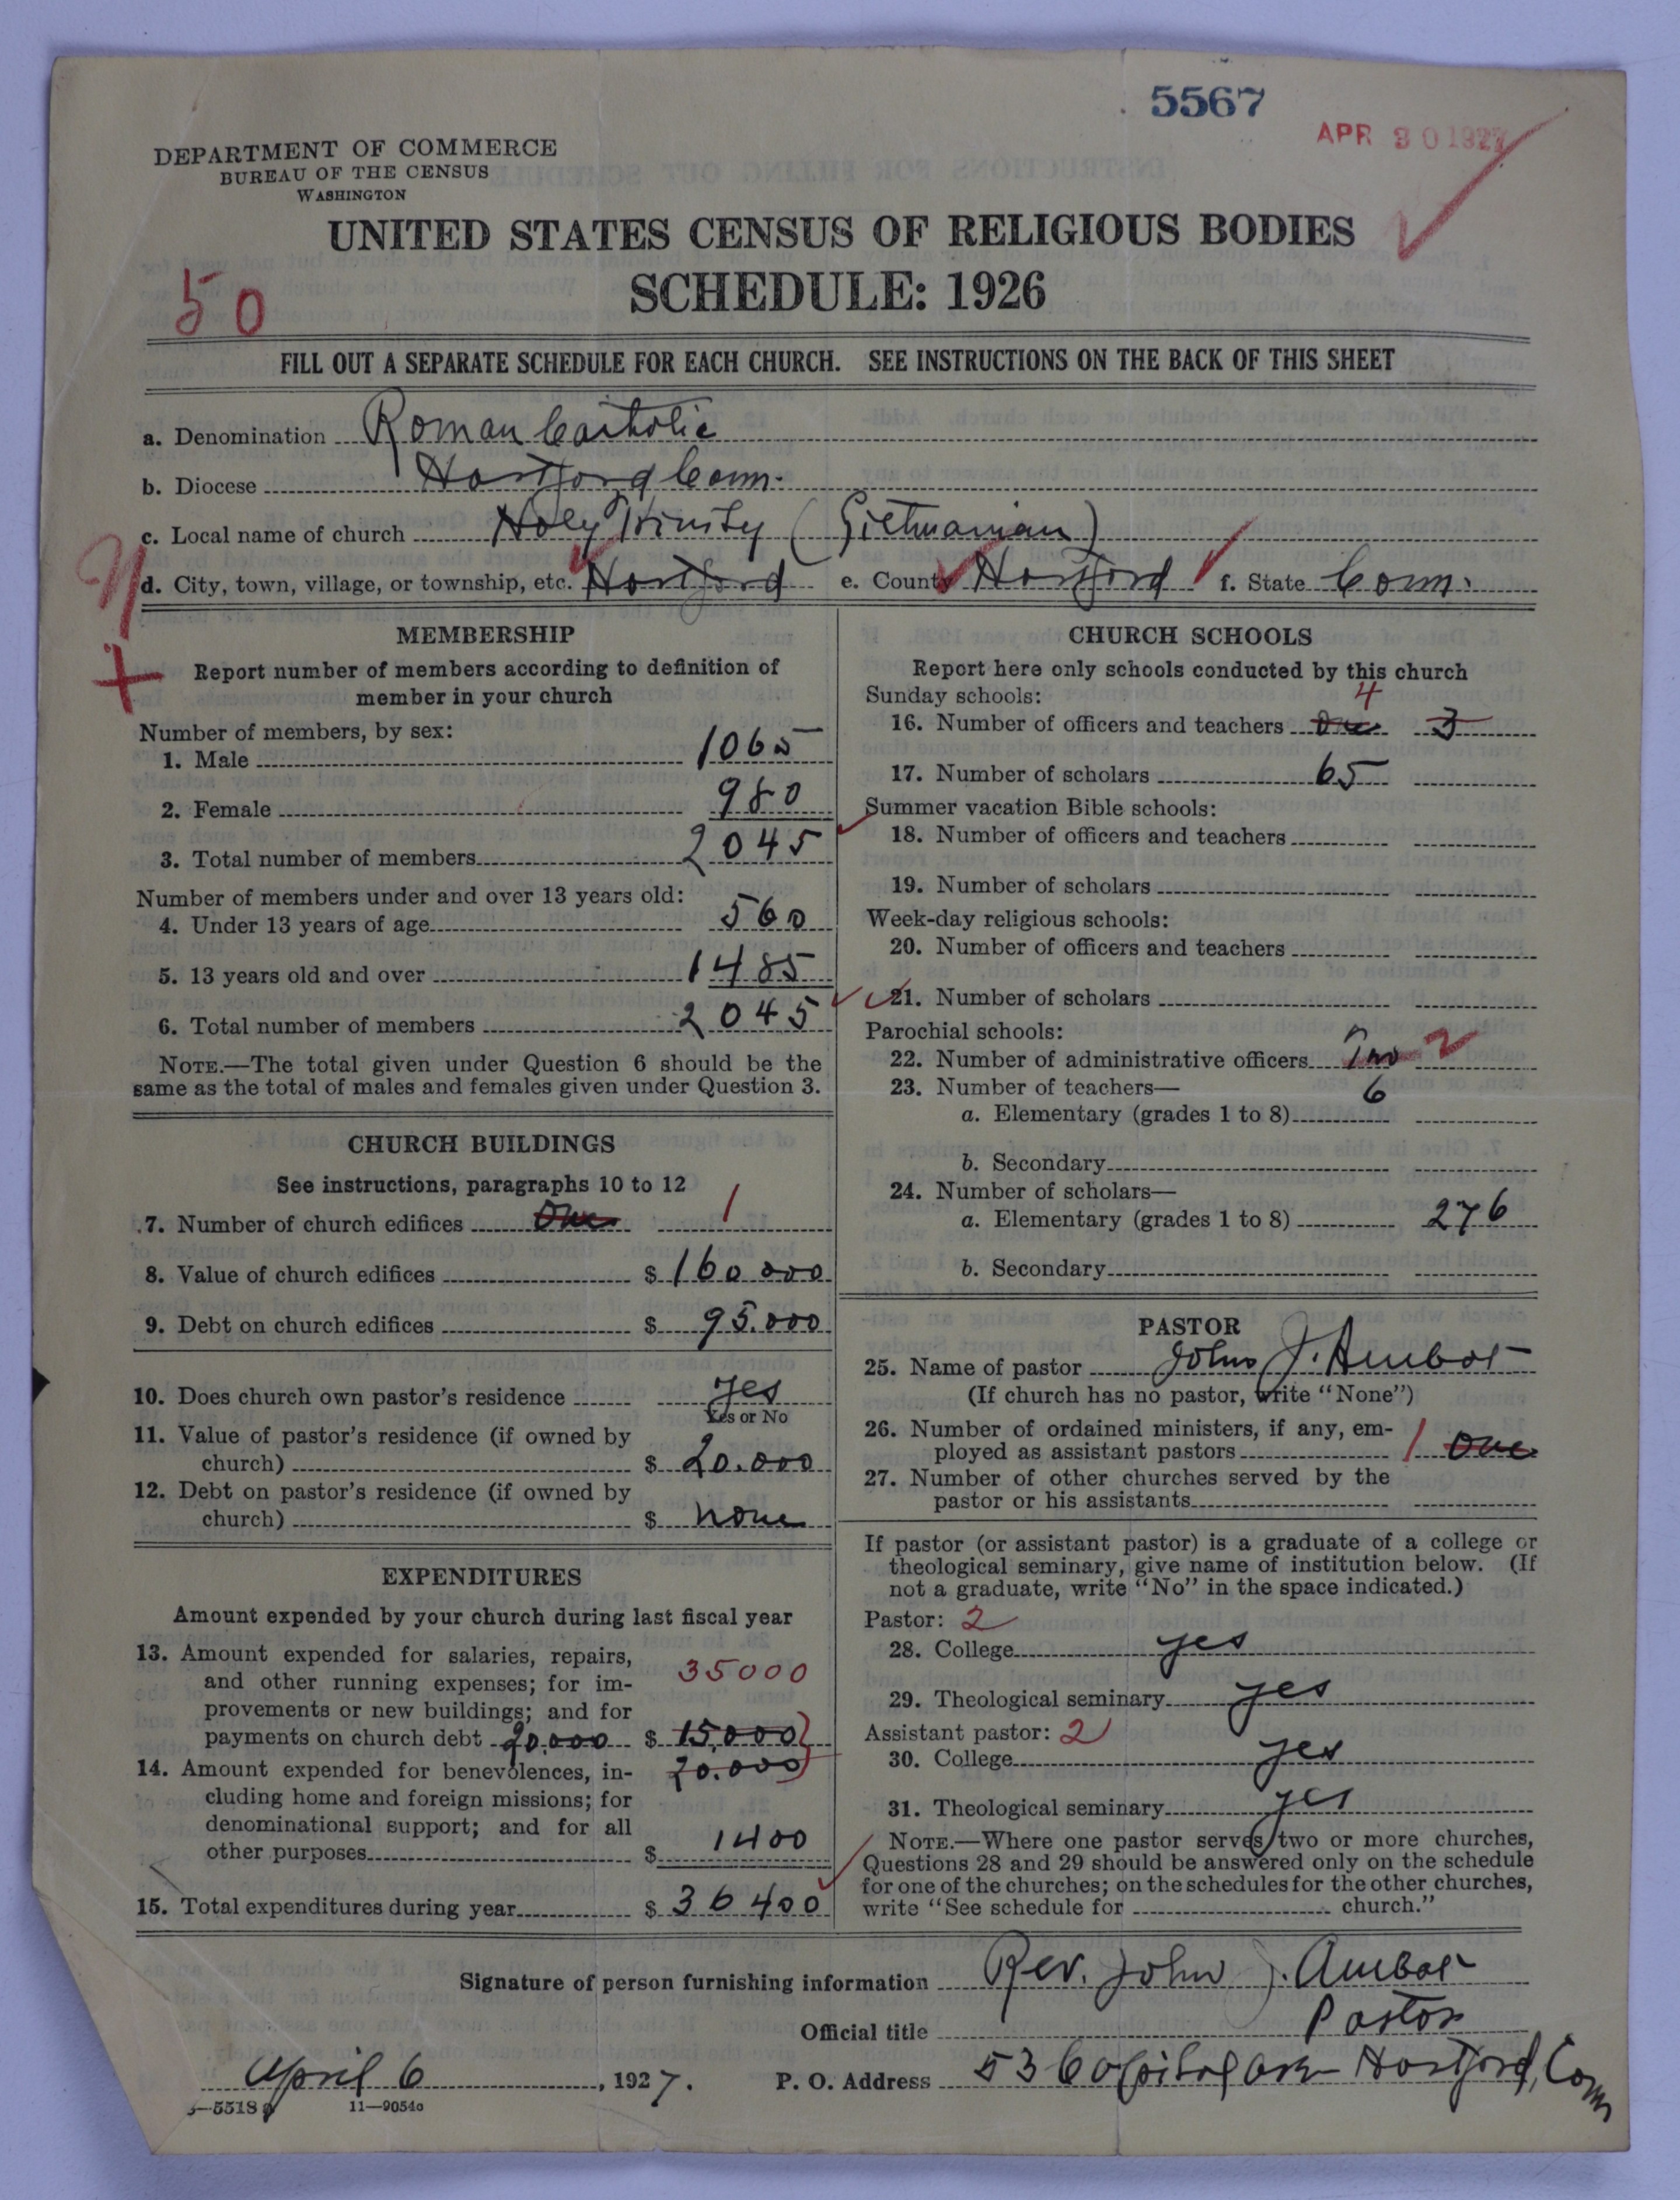 5567
APR 30 1927
DEPARTMENT OF COMMERCE
BUREAU OF THE CENSUS
WASHINGTON
UNITED STATES CENSUS OF RELIGIOUS BODIES
SCHEDULE: 1926
50
FILL OUT A SEPARATE SCHEDULE FOR EACH CHURCH. SEE INSTRUCTIONS ON THE BACK OF THIS SHEET
a. Denomination Roman Catholic
b. Diocese Hartford Conn.
c. Local name of church Holy Trinity (Lithuanian)
d. City, town, village, or township, etc. Hartford e. County Hartford f. State Conn.
MEMBERSHIP
Report number of members according to definition of
member in your church
Number of members, by sex:
1. Male 1065
2. Female 980
3. Total number of members 2045
Number of members under and over 13 years old:
4. Under 13 years of age 560
5. 13 years old and over 1485
6. Total number of members 2045
NOTE.—The total given under Question 6 should be the
same as the total of males and females given under Question 3.
CHURCH BUILDINGS
See instructions, paragraphs 10 to 12
7. Number of church edifices One 1
8. Value of church edifices $ 160 000
9. Debt on church edifices $ 95.000
10. Does church own pastor's residence yes
Yes or No
11. Value of pastor's residence (if owned by
church) $ 20.000
12. Debt on pastor's residence (if owned by
church) $ none
EXPENDITURES
Amount expended by your church during last fiscal year
13. Amount expended for salaries, repairs,
and other running expenses; for im-
provements or new buildings; and for
35000
payments on church debt 20.000 $ 15,000
14. Amount expended for benevolences, in- 20.000
cluding home and foreign missions; for
denominational support; and for all
other purposes $ 1400
15. Total expenditures during year $ 36400
CHURCH SCHOOLS
Report here only schools conducted by this church
Sunday schools: 4
16. Number of officers and teachers One 3
17. Number of scholars 65
Summer vacation Bible schools:
18. Number of officers and teachers
19. Number of scholars
Week-day religious schools:
20. Number of officers and teachers
21. Number of scholars
Parochial schools:
22. Number of administrative officers Two 2
23. Number of teachers— 6
a. Elementary (grades 1 to 8)
b. Secondary
24. Number of scholars—
a. Elementary (grades 1 to 8) 276
b. Secondary
PASTOR
25. Name of pastor John J. Ambot
(If church has no pastor, write "None")
26. Number of ordained ministers, if any, em-
ployed as assistant pastors 1 One
27. Number of other churches served by the
pastor or his assistants
If pastor (or assistant pastor) is a graduate of a college or
theological seminary, give name of institution below. (If
not a graduate, write "No" in the space indicated.)
Pastor: 2
28. College yes
29. Theological seminary yes
Assistant pastor: 2
30. College yes
31. Theological seminary yes
NOTE.—Where one pastor serves two or more churches,
Questions 28 and 29 should be answered only on the schedule
for one of the churches; on the schedules for the other churches,
write "See schedule for church."
Signature of person furnishing information Rev. John J. Ambot
Official title Pastor
April 6, 1927. P. O. Address 53 Capitol Ave Hartford, Conn
5518 11—9054a